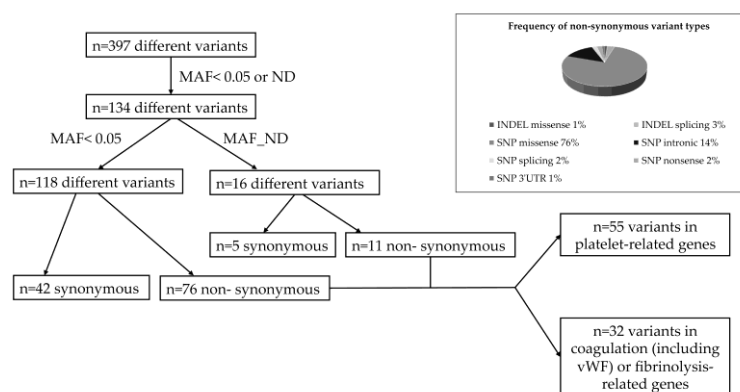 n=397 different variants
MAF< 0.05 or ND
n=134 different variants
MAF< 0.05
MAF_ND
n=118 different variants
n=16 different variants
n=5 synonymous
n=11 non- synonymous
n=42 synonymous
n=76 non- synonymous
n=55 variants in
platelet-related genes
n=32 variants in
coagulation (including
vWF) or fibrinolysis-
related genes
Frequency of non-synonymous variant types
INDEL missense 1%
INDEL splicing 3%
SNP missense 76%
SNP intronic 14%
SNP splicing 2%
SNP nonsense 2%
SNP 3'UTR 1%